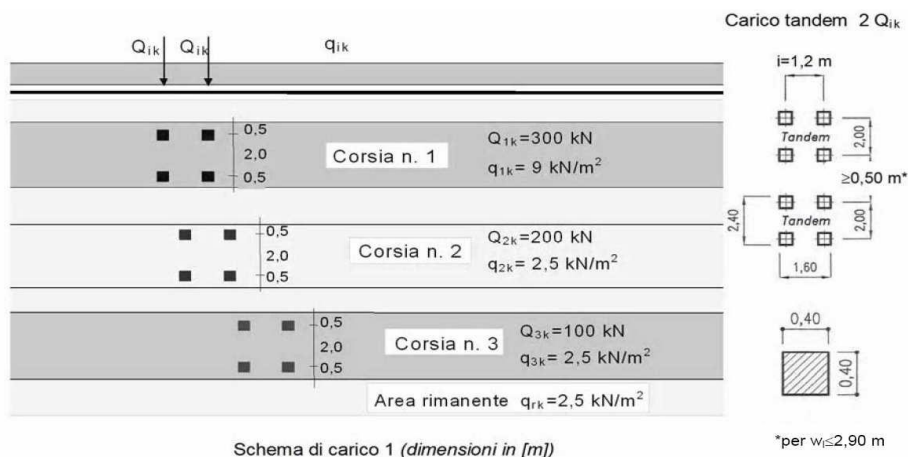 Carico tandem 2 Qik
Qik Qik qik
i=1,2 m
Corsia n. 1
Q1k=300 kN
q1k= 9 kN/m²
0,5
2,0
0,5
Tandem
2,00
≥0,50 m*
Corsia n. 2
Q2k=200 kN
q2k= 2,5 kN/m²
0,5
2,0
0,5
2,40
Tandem
2,00
1,60
Corsia n. 3
Q3k=100 kN
q3k= 2,5 kN/m²
0,5
2,0
0,5
0,40
0,40
Area rimanente qrk=2,5 kN/m²
Schema di carico 1 (dimensioni in [m])
*per wl≤2,90 m